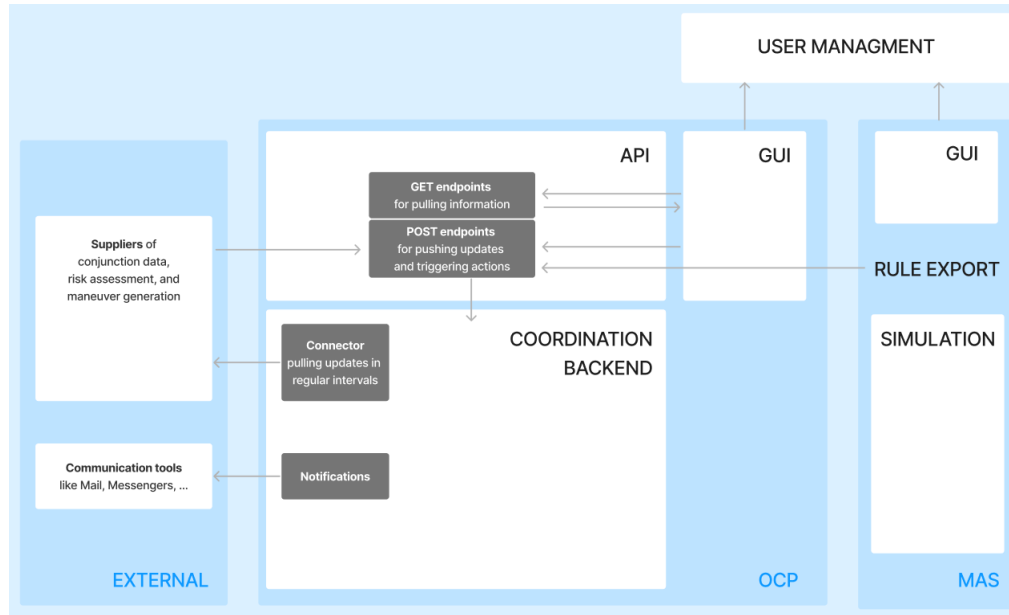 USER MANAGMENT
API
GUI
GUI
GET endpoints
for pulling information
POST endpoints
for pushing updates
and triggering actions
Suppliers of
conjunction data,
risk assessment, and
maneuver generation
RULE EXPORT
COORDINATION
BACKEND
SIMULATION
Connector
pulling updates in
regular intervals
Communication tools
like Mail, Messengers, ...
Notifications
EXTERNAL
OCP
MAS